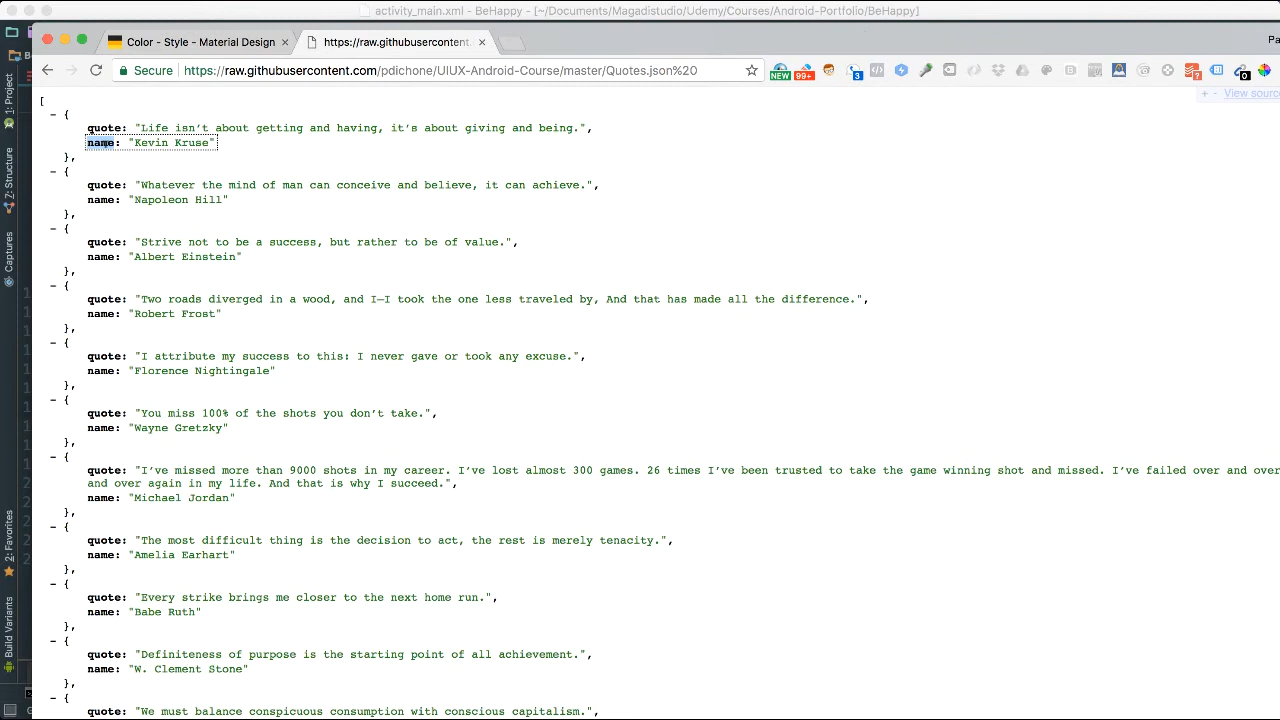 activity_main.xml - BeHappy - [~/Documents/Magadistudio/Udemy/Courses/Android-Portfolio/BeHappy]
Color - Style - Material Design
https://raw.githubusercontent.
Pa
Secure
https://raw.githubusercontent.com/pdichone/UIUX-Android-Course/master/Quotes.json%20
NEW
99+
3
?
0
+ - View source
1: Project
Z: Structure
Captures
2: Favorites
Build Variants
[
- {
quote: "Life isn’t about getting and having, it’s about giving and being.",
name: "Kevin Kruse"
},
- {
quote: "Whatever the mind of man can conceive and believe, it can achieve.",
name: "Napoleon Hill"
},
- {
quote: "Strive not to be a success, but rather to be of value.",
name: "Albert Einstein"
},
- {
quote: "Two roads diverged in a wood, and I—I took the one less traveled by, And that has made all the difference.",
name: "Robert Frost"
},
- {
quote: "I attribute my success to this: I never gave or took any excuse.",
name: "Florence Nightingale"
},
- {
quote: "You miss 100% of the shots you don’t take.",
name: "Wayne Gretzky"
},
- {
quote: "I’ve missed more than 9000 shots in my career. I’ve lost almost 300 games. 26 times I’ve been trusted to take the game winning shot and missed. I’ve failed over and over
and over again in my life. And that is why I succeed.",
name: "Michael Jordan"
},
- {
quote: "The most difficult thing is the decision to act, the rest is merely tenacity.",
name: "Amelia Earhart"
},
- {
quote: "Every strike brings me closer to the next home run.",
name: "Babe Ruth"
},
- {
quote: "Definiteness of purpose is the starting point of all achievement.",
name: "W. Clement Stone"
},
- {
quote: "We must balance conspicuous consumption with conscious capitalism.",